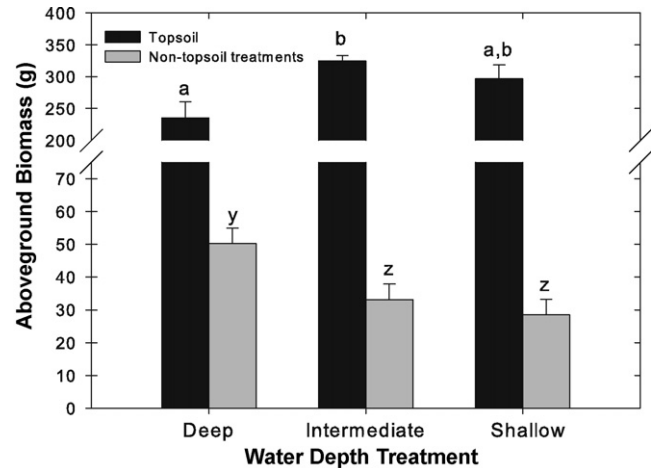 Aboveground Biomass (g)
400
350
300
250
200
70
60
50
40
30
20
10
0
Topsoil
Non-topsoil treatments
a
b
a,b
y
z
z
Deep Intermediate Shallow
Water Depth Treatment